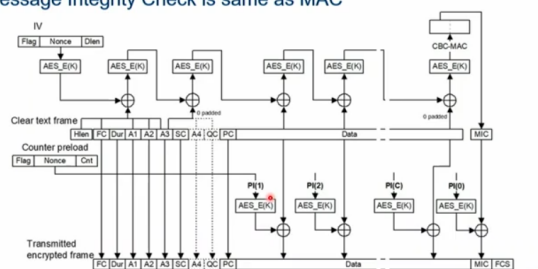 essage Integrity Check is same as MAC
IV
Flag Nonce Dlen
CBC-MAC
AES_E(K) AES_E(K) AES_E(K) AES_E(K) AES_E(K) AES_E(K)
0 padded 0 padded
Clear text frame
Hlen FC Dur A1 A2 A3 SC A4 QC PC Data MIC
Counter preload
Flag Nonce Cnt
PI(1) PI(2) PI(C) PI(0)
AES_E(K) AES_E(K) AES_E(K) AES_E(K)
Transmitted
encrypted frame
FC Dur A1 A2 A3 SC A4 QC PC Data MIC FCS